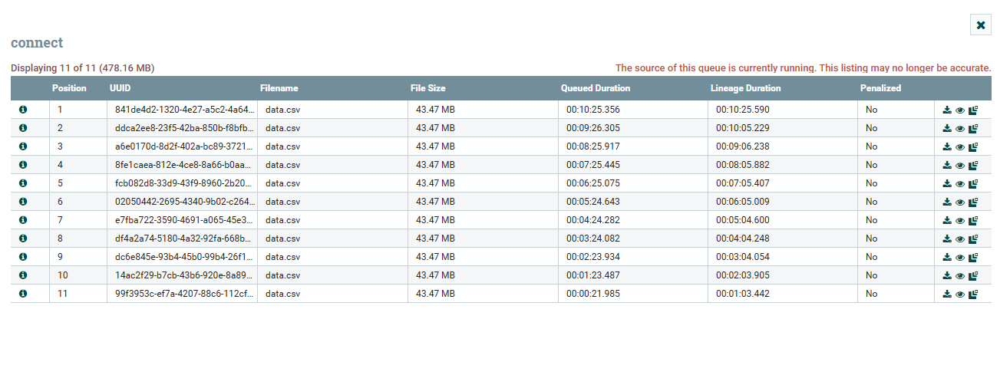 connect
Displaying 11 of 11 (478.16 MB) The source of this queue is currently running. This listing may no longer be accurate.
Position UUID Filename File Size Queued Duration Lineage Duration Penalized
1 841de4d2-1320-4e27-a5c2-4a64... data.csv 43.47 MB 00:10:25.356 00:10:25.590 No
2 ddca2ee8-23f5-42ba-850b-f8bfb... data.csv 43.47 MB 00:09:26.305 00:10:05.229 No
3 a6e0170d-8d2f-402a-bc89-3721... data.csv 43.47 MB 00:08:25.917 00:09:06.238 No
4 8fe1caea-812e-4ce8-8a66-b0aa... data.csv 43.47 MB 00:07:25.445 00:08:05.882 No
5 fcb082d8-33d9-43f9-8960-2b20... data.csv 43.47 MB 00:06:25.075 00:07:05.407 No
6 02050442-2695-4340-9b02-c264... data.csv 43.47 MB 00:05:24.643 00:06:05.009 No
7 e7fba722-3590-4691-a065-45e3... data.csv 43.47 MB 00:04:24.282 00:05:04.600 No
8 df4a2a74-5180-4a32-92fa-668b... data.csv 43.47 MB 00:03:24.082 00:04:04.248 No
9 dc6e845e-93b4-45b0-99b4-26f1... data.csv 43.47 MB 00:02:23.934 00:03:04.054 No
10 14ac2f29-b7cb-43b6-920e-8a89... data.csv 43.47 MB 00:01:23.487 00:02:03.905 No
11 99f3953c-ef7a-4207-88c6-112cf... data.csv 43.47 MB 00:00:21.985 00:01:03.442 No